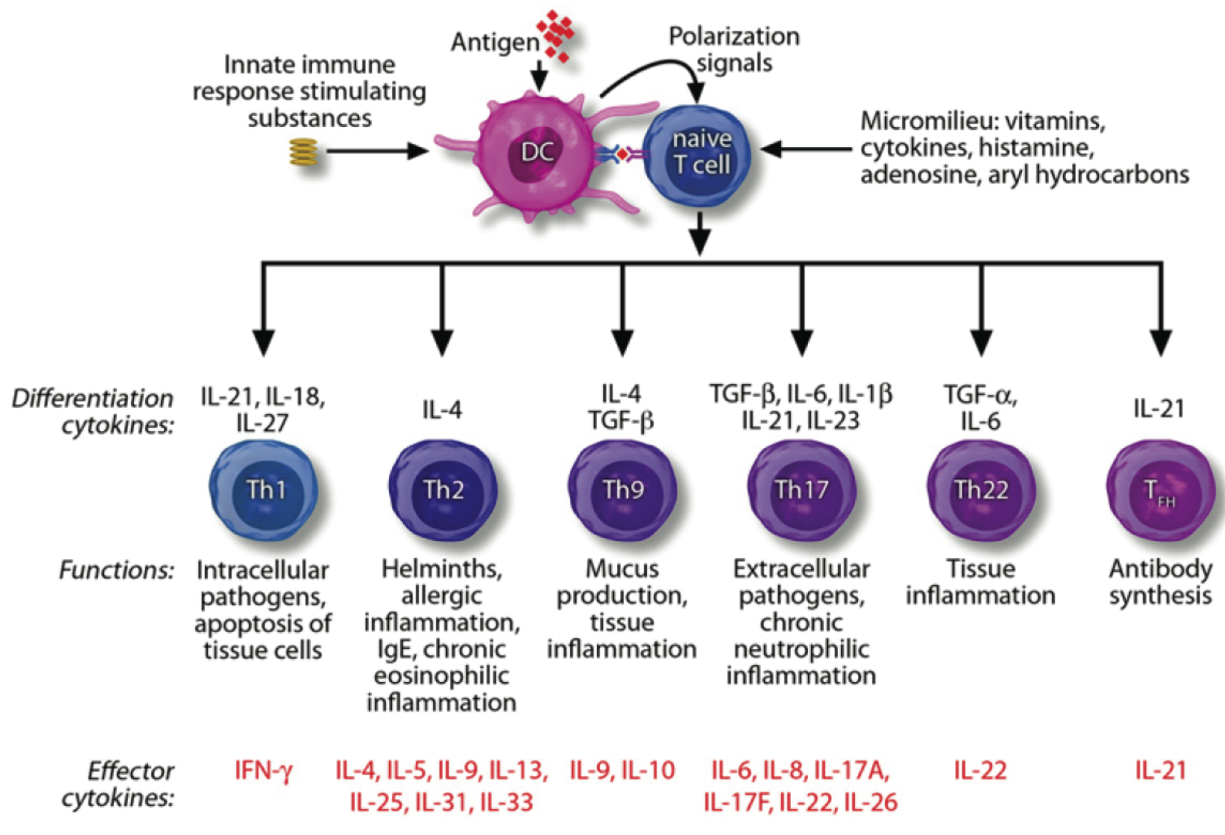 Antigen
Polarization
signals
Innate immune
response stimulating
substances
DC
naive
T cell
Micromilieu: vitamins,
cytokines, histamine,
adenosine, aryl hydrocarbons
Differentiation
cytokines:
IL-21, IL-18,
IL-27
IL-4
IL-4
TGF-β
TGF-β, IL-6, IL-1β
IL-21, IL-23
TGF-α,
IL-6
IL-21
Th1
Th2
Th9
Th17
Th22
TFH
Functions:
Intracellular
pathogens,
apoptosis of
tissue cells
Helminths,
allergic
inflammation,
IgE, chronic
eosinophilic
inflammation
Mucus
production,
tissue
inflammation
Extracellular
pathogens,
chronic
neutrophilic
inflammation
Tissue
inflammation
Antibody
synthesis
Effector
cytokines:
IFN-γ
IL-4, IL-5, IL-9, IL-13,
IL-25, IL-31, IL-33
IL-9, IL-10
IL-6, IL-8, IL-17A,
IL-17F, IL-22, IL-26
IL-22
IL-21